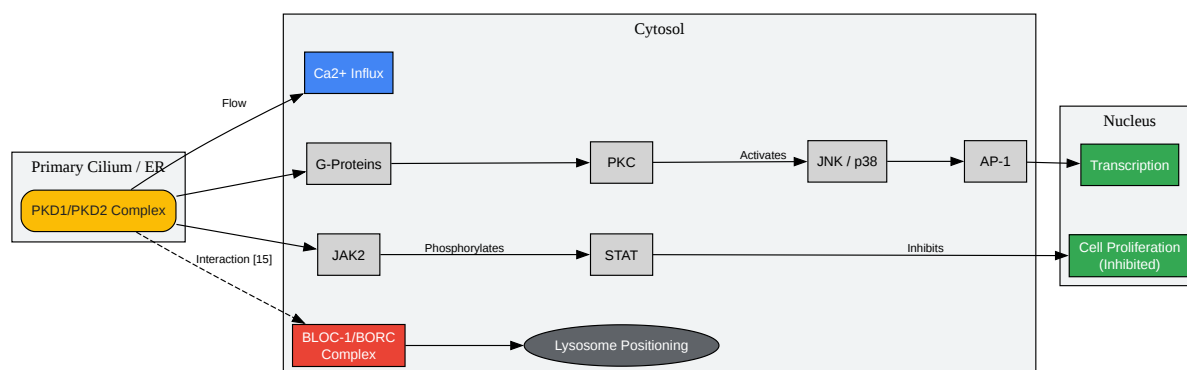 Cytosol
Ca2+ Influx
Flow
Nucleus
Primary Cilium / ER
G-Proteins
PKC
Activates
JNK / p38
AP-1
Transcription
PKD1/PKD2 Complex
JAK2
Phosphorylates
STAT
Inhibits
Cell Proliferation
(Inhibited)
Interaction [15]
BLOC-1/BORC
Complex
Lysosome Positioning